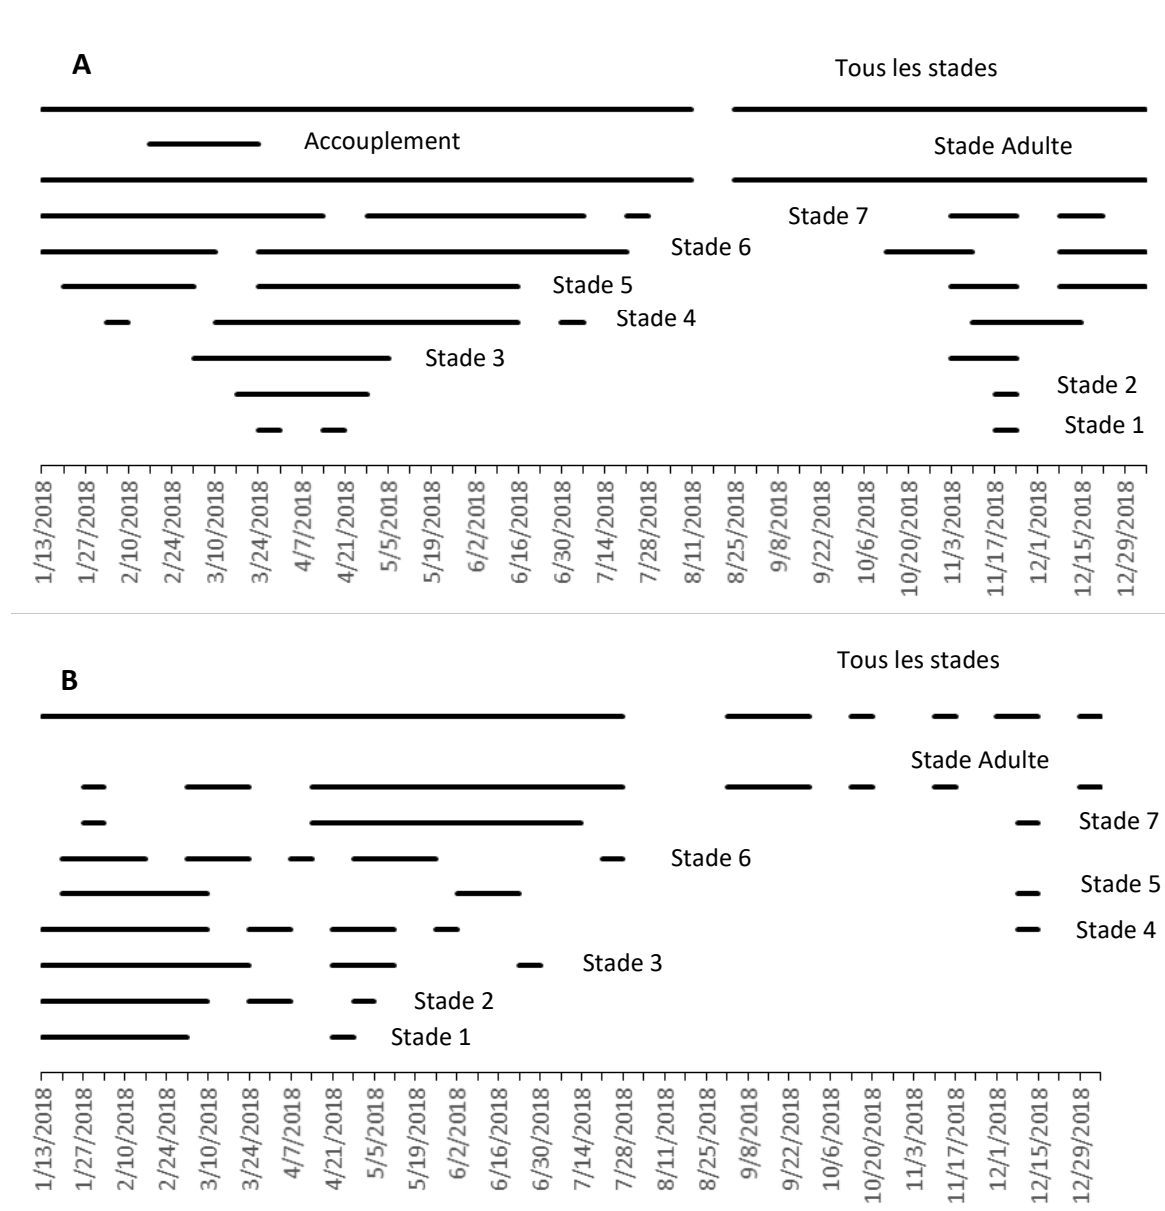 A
Tous les stades
Accouplement
Stade Adulte
Stade 7
Stade 6
Stade 5
Stade 4
Stade 3
Stade 2
Stade 1
1/13/2018
1/27/2018
2/10/2018
2/24/2018
3/10/2018
3/24/2018
4/7/2018
4/21/2018
5/5/2018
5/19/2018
6/2/2018
6/16/2018
6/30/2018
7/14/2018
7/28/2018
8/11/2018
8/25/2018
9/8/2018
9/22/2018
10/6/2018
10/20/2018
11/3/2018
11/17/2018
12/1/2018
12/15/2018
12/29/2018
B
Tous les stades
Stade Adulte
Stade 7
Stade 6
Stade 5
Stade 4
Stade 3
Stade 2
Stade 1
1/13/2018
1/27/2018
2/10/2018
2/24/2018
3/10/2018
3/24/2018
4/7/2018
4/21/2018
5/5/2018
5/19/2018
6/2/2018
6/16/2018
6/30/2018
7/14/2018
7/28/2018
8/11/2018
8/25/2018
9/8/2018
9/22/2018
10/6/2018
10/20/2018
11/3/2018
11/17/2018
12/1/2018
12/15/2018
12/29/2018